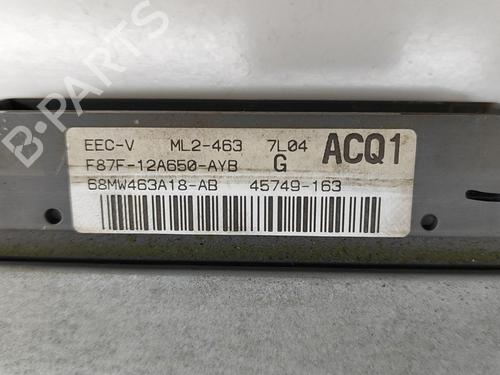 B-PARTS
EEC-V ML2-463 7L04 ACQ1
F87F-12A650-AYB G
68MW463A18-AB 45749-163